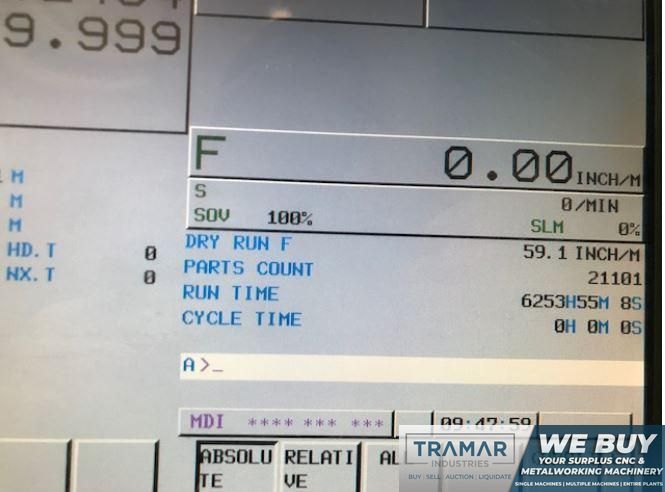 9.999
F 0.00 INCH/M
S 0/MIN
SOV 100% SLM 0%
M
M
M
HD.T 0
NX.T 0
DRY RUN F 59.1 INCH/M
PARTS COUNT 21101
RUN TIME 6253H55M 8S
CYCLE TIME 0H 0M 0S
A>_
MDI **** *** *** 09:47:59
ABSOLU
TE
RELATI
VE
AL
TRAMAR
INDUSTRIES
BUY | SELL | AUCTION | LIQUIDATE
WE BUY
YOUR SURPLUS CNC &
METALWORKING MACHINERY
SINGLE MACHINES | MULTIPLE MACHINES | ENTIRE PLANTS